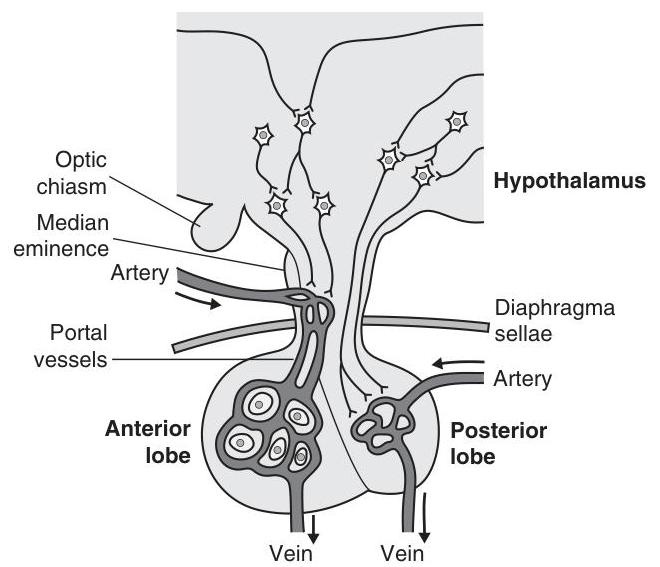 Optic
chiasm
Hypothalamus
Median
eminence
Artery
Diaphragma
sellae
Portal
vessels
Artery
Anterior
lobe
Posterior
lobe
Vein
Vein